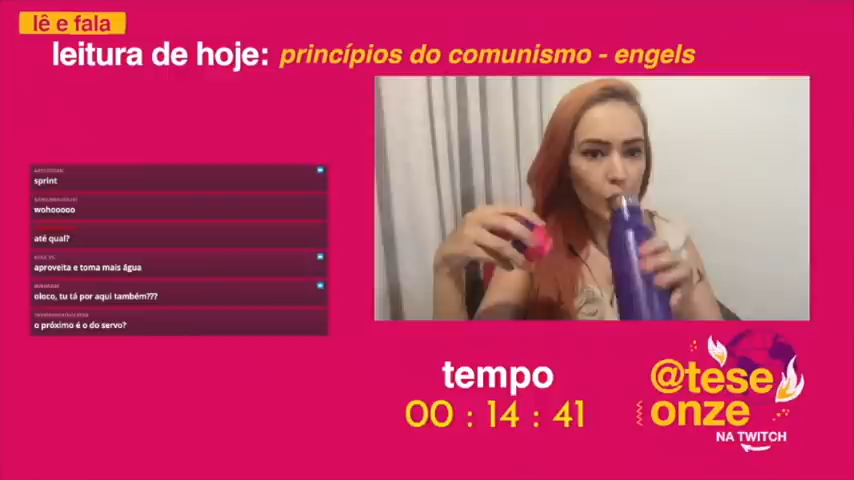 lê e fala
leitura de hoje: princípios do comunismo - engels
sprint
wohooooo
até qual?
aproveita e toma mais água
oloco, tu tá por aqui também???
o próximo é o do servo?
tempo
00 : 14 : 41
@tese
onze
NA TWITCH